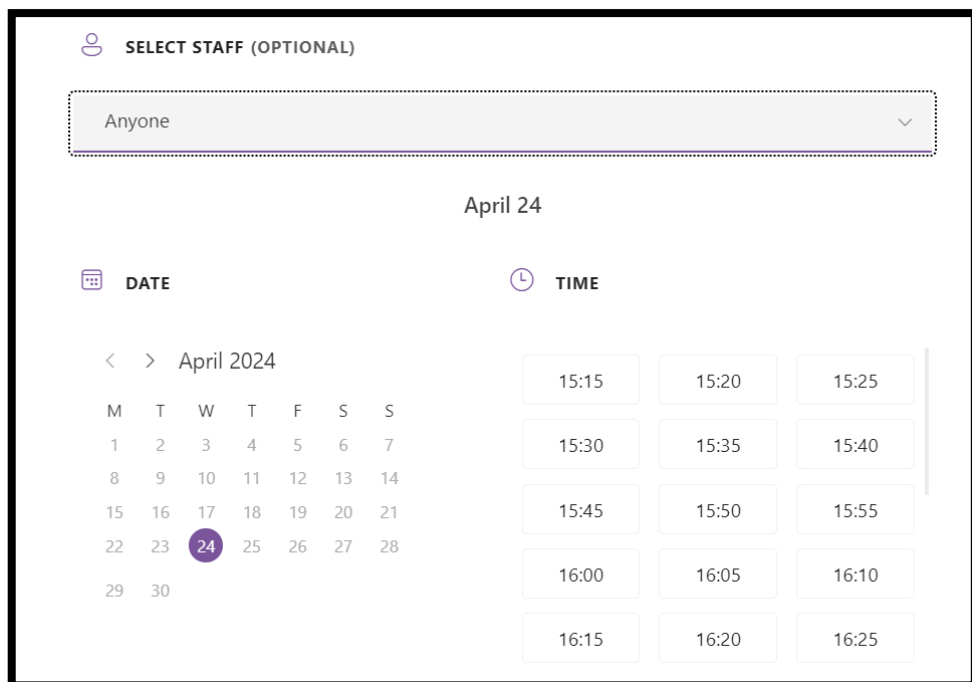 SELECT STAFF (OPTIONAL)
Anyone
April 24
DATE
April 2024
M T W T F S S
1 2 3 4 5 6 7
8 9 10 11 12 13 14
15 16 17 18 19 20 21
22 23 24 25 26 27 28
29 30
TIME
15:15 15:20 15:25
15:30 15:35 15:40
15:45 15:50 15:55
16:00 16:05 16:10
16:15 16:20 16:25